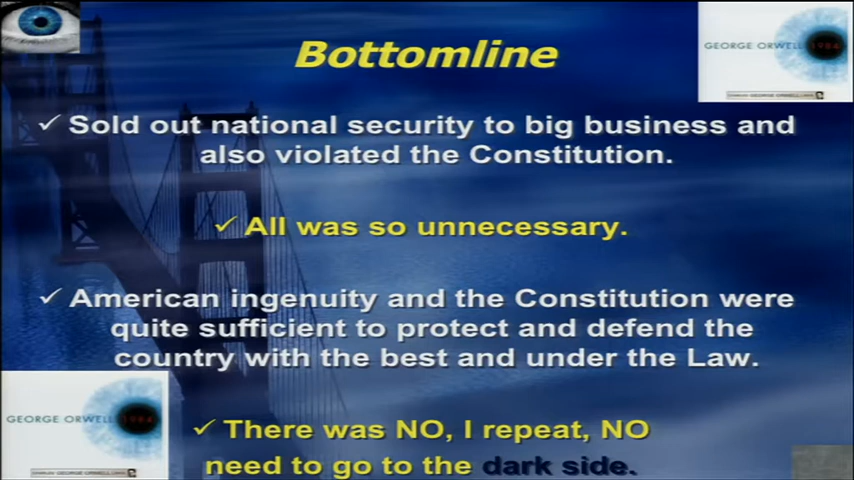 Bottomline
GEORGE ORWELL 1984
✓ Sold out national security to big business and
also violated the Constitution.
✓ All was so unnecessary.
✓ American ingenuity and the Constitution were
quite sufficient to protect and defend the
country with the best and under the Law.
GEORGE ORWELL 1984
✓ There was NO, I repeat, NO
need to go to the dark side.